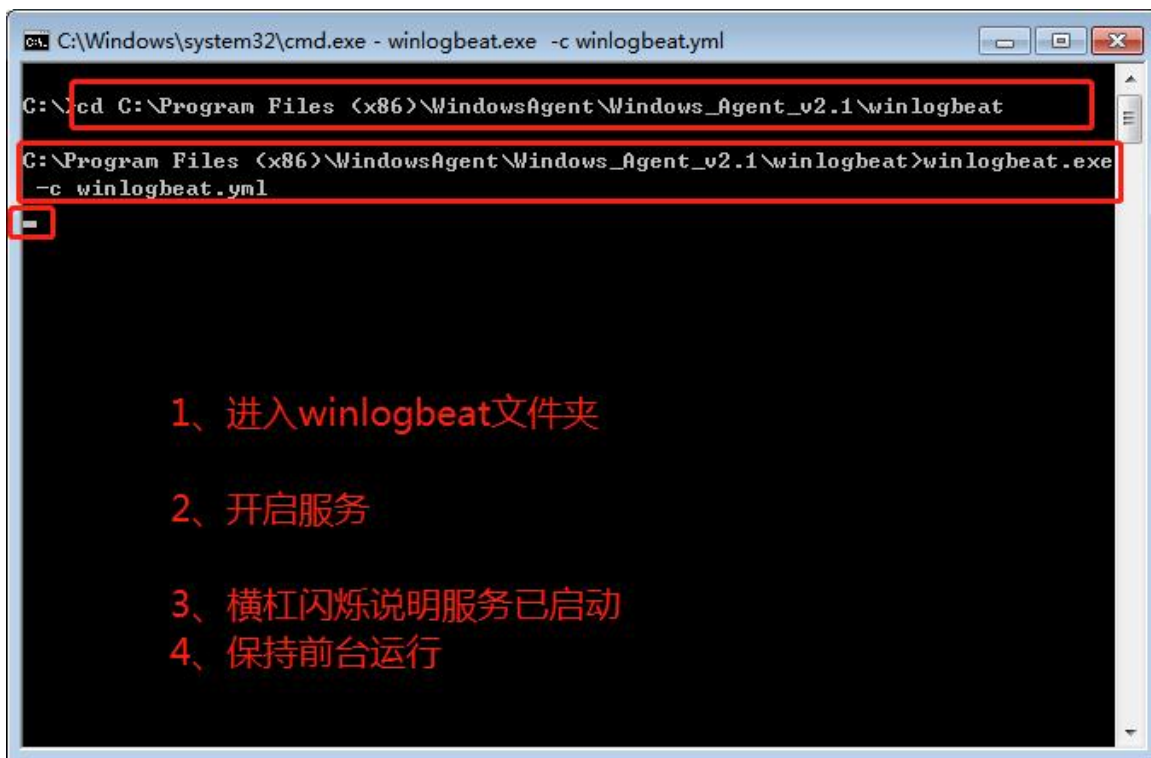 C:\Windows\system32\cmd.exe - winlogbeat.exe  -c winlogbeat.yml
C:\>cd C:\Program Files (x86)\WindowsAgent\Windows_Agent_v2.1\winlogbeat
C:\Program Files (x86)\WindowsAgent\Windows_Agent_v2.1\winlogbeat>winlogbeat.exe
-c winlogbeat.yml
1、进入winlogbeat文件夹
2、开启服务
3、横杠闪烁说明服务已启动
4、保持前台运行